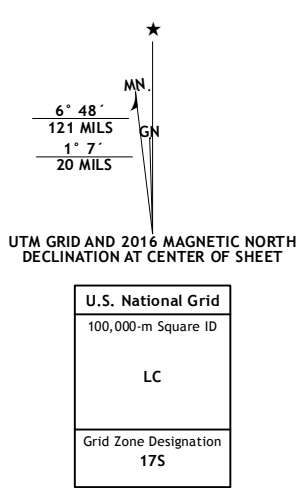 ★
MN
6° 48´
121 MILS
GN
1° 7´
20 MILS
UTM GRID AND 2016 MAGNETIC NORTH
DECLINATION AT CENTER OF SHEET
U.S. National Grid
100,000-m Square ID
LC
Grid Zone Designation
17S